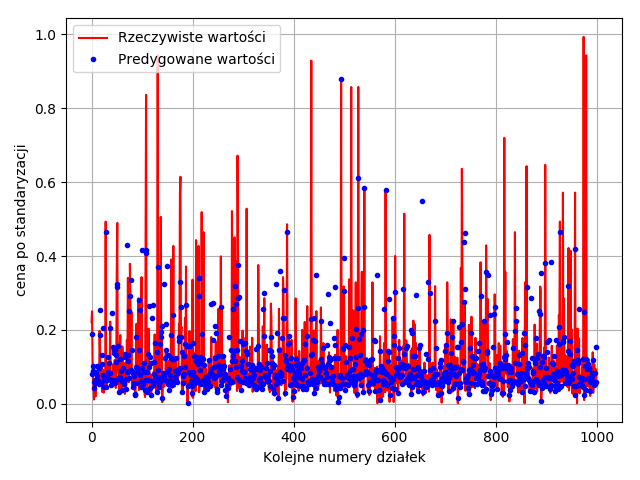 Rzeczywiste wartości
Predygowane wartości
cena po standaryzacji
1.0
0.8
0.6
0.4
0.2
0.0
0 200 400 600 800 1000
Kolejne numery działek